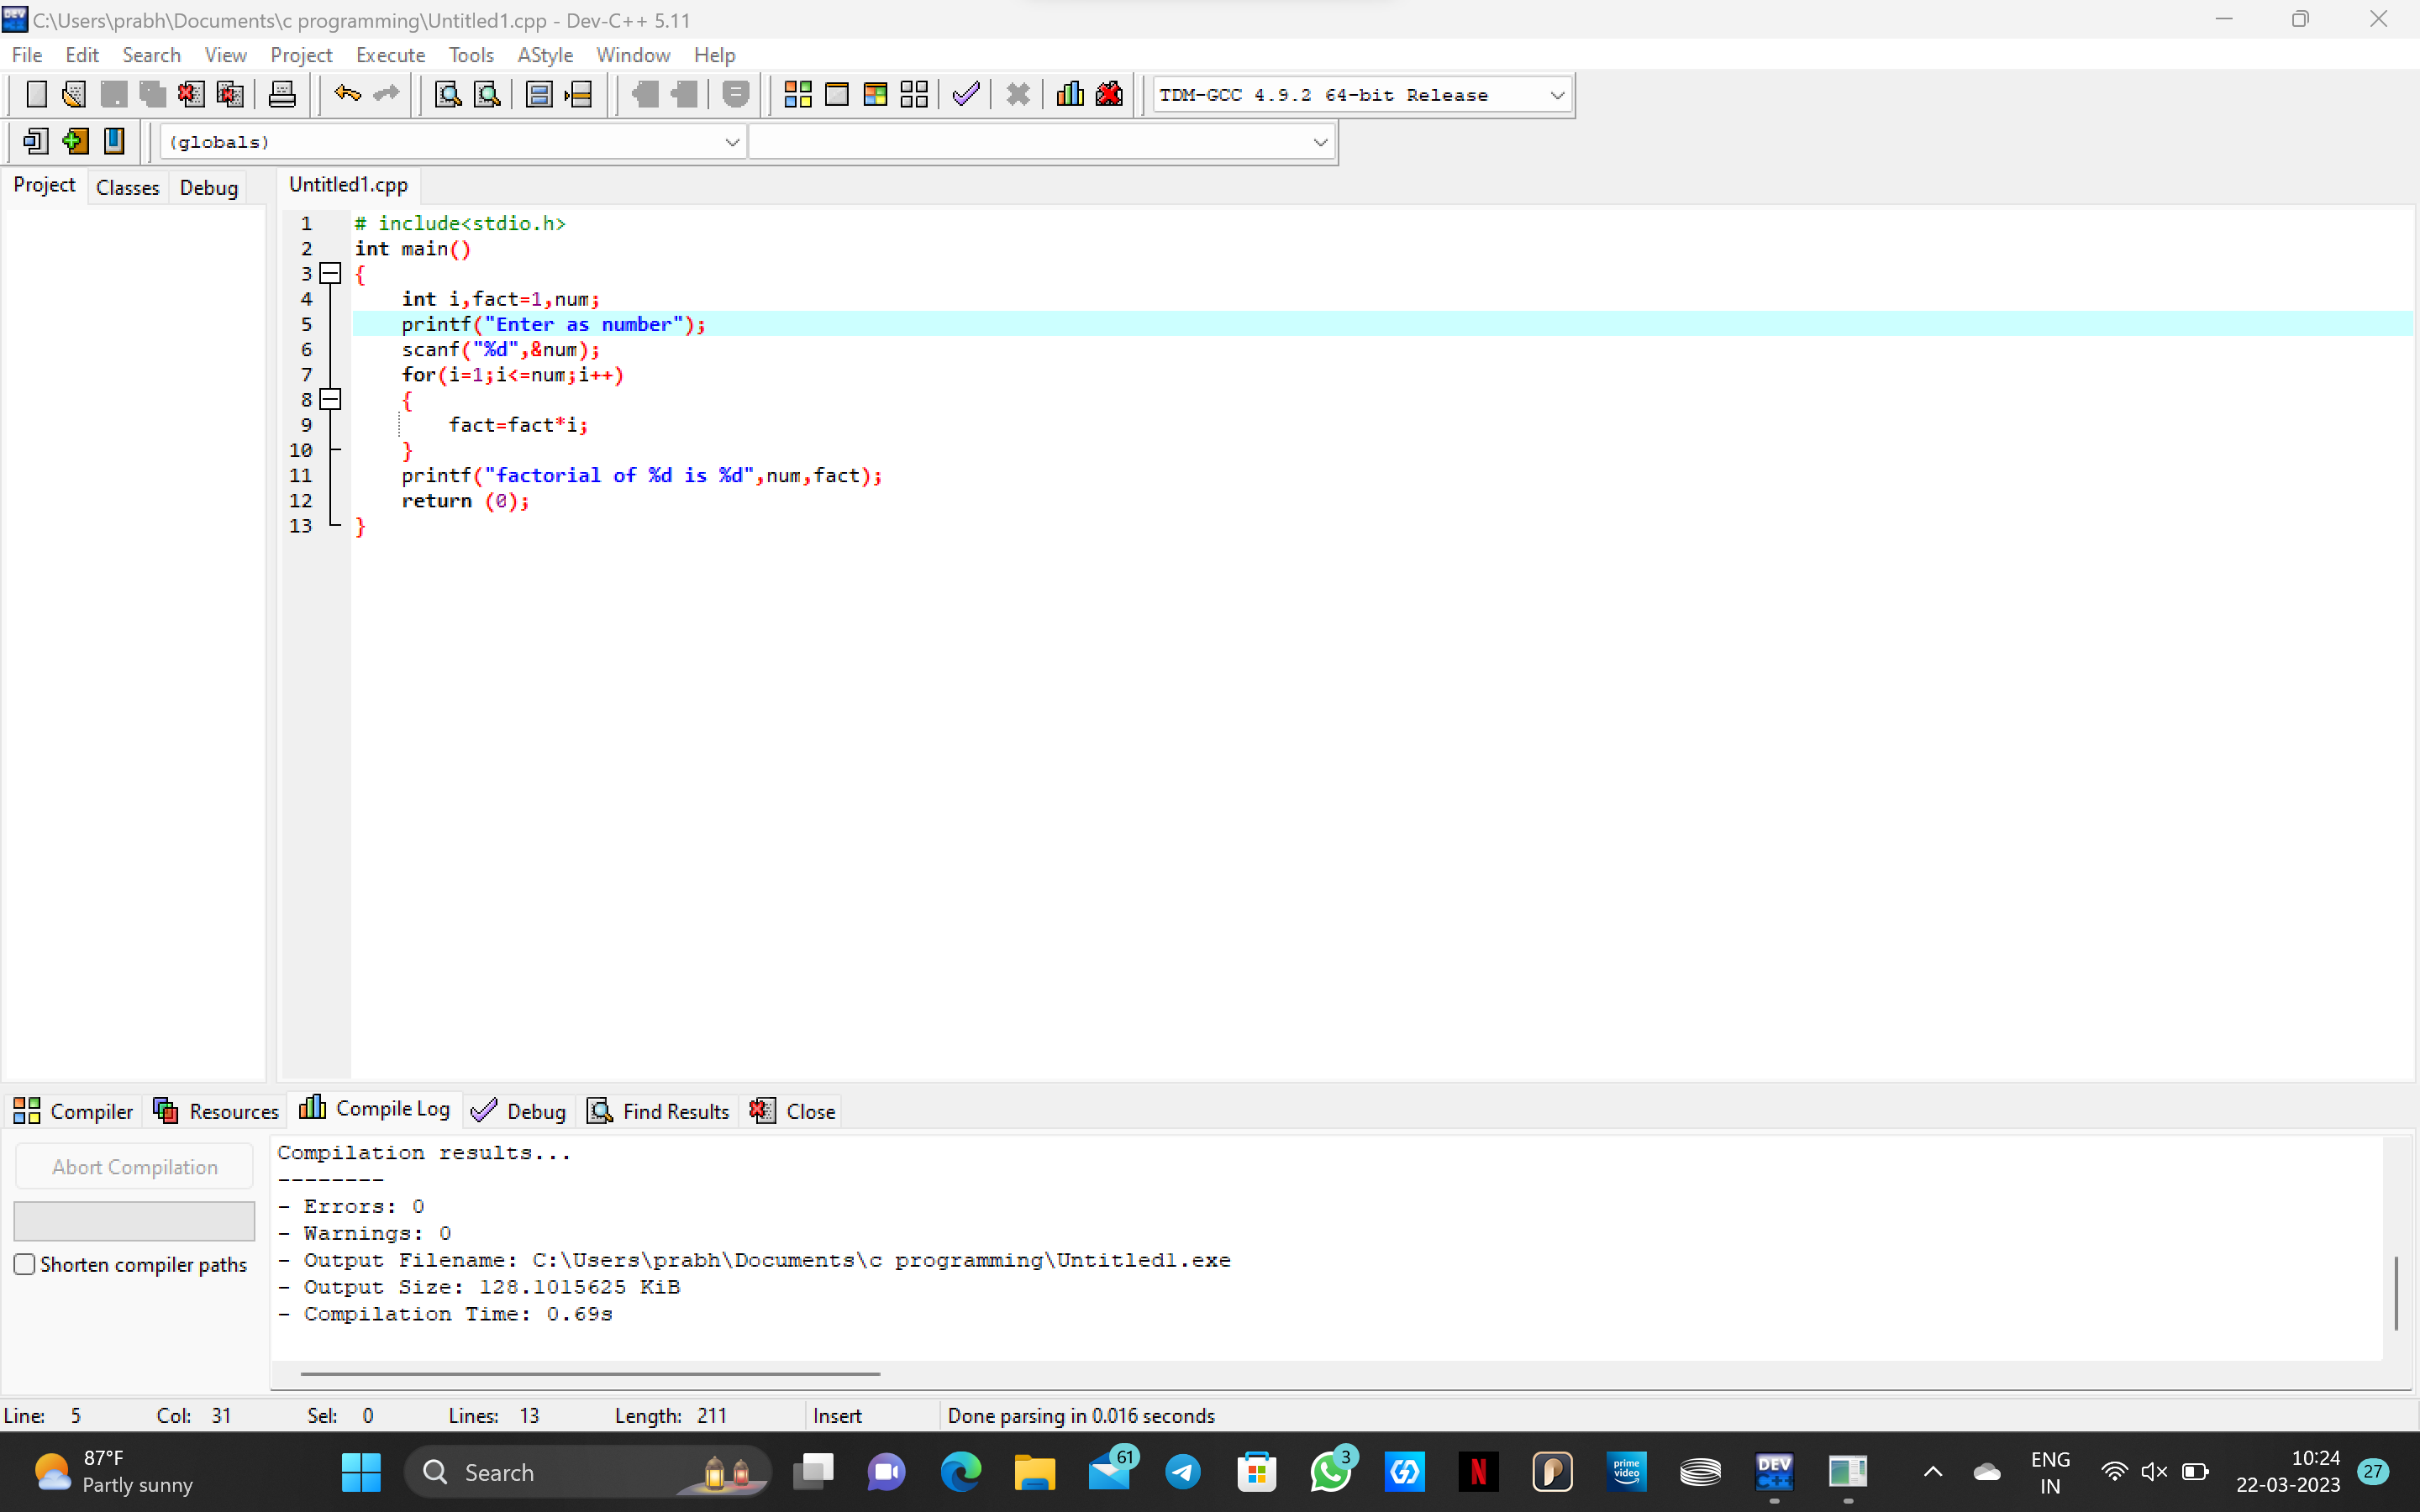 C:\Users\prabh\Documents\c programming\Untitled1.cpp - Dev-C++ 5.11
File Edit Search View Project Execute Tools AStyle Window Help
TDM-GCC 4.9.2 64-bit Release
(globals)
Project Classes Debug Untitled1.cpp
1 # include<stdio.h>
2 int main()
3 {
4 int i,fact=1,num;
5 printf("Enter as number");
6 scanf("%d",&num);
7 for(i=1;i<=num;i++)
8 {
9 fact=fact*i;
10 }
11 printf("factorial of %d is %d",num,fact);
12 return (0);
13 }
Compiler Resources Compile Log Debug Find Results Close
Abort Compilation
Shorten compiler paths
Compilation results...
--------
- Errors: 0
- Warnings: 0
- Output Filename: C:\Users\prabh\Documents\c programming\Untitled1.exe
- Output Size: 128.1015625 KiB
- Compilation Time: 0.69s
Line: 5 Col: 31 Sel: 0 Lines: 13 Length: 211 Insert Done parsing in 0.016 seconds
87°F
Partly sunny
Search
61
3
N
P
prime video
DEV C++
ENG
IN
10:24
22-03-2023
27